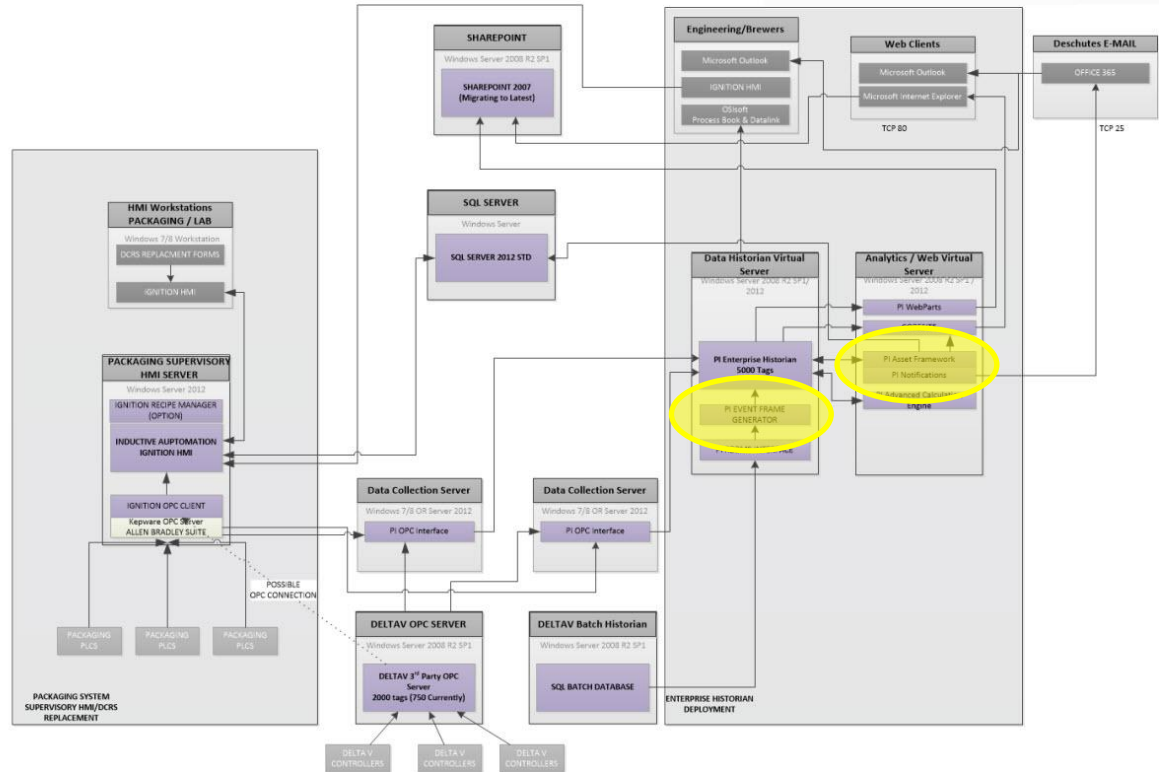 SHAREPOINT
Windows Server 2008 R2 SP1
SHAREPOINT 2007
(Migrating to Latest)
Engineering/Brewers
Microsoft Outlook
IGNITION HMI
OSisoft
Process Book & Datalink
Web Clients
Microsoft Outlook
Microsoft Internet Explorer
TCP 80
Deschutes E-MAIL
OFFICE 365
TCP 25
HMI Workstations
PACKAGING / LAB
Windows 7/8 Workstation
DCRS REPLACMENT FORMS
IGNITION HMI
SQL SERVER
Windows Server
SQL SERVER 2012 STD
Data Historian Virtual
Server
Windows Server 2008 R2 SP1/
2012
PI Enterprise Historian
5000 Tags
PI EVENT FRAME
GENERATOR
Analytics / Web Virtual
Server
Windows Server 2008 R2 SP1 /
2012
PI WebParts
PI Asset Framework
PI Notifications
PI Advanced Calculation
Engine
PACKAGING SUPERVISORY
HMI SERVER
Windows Server 2012
IGNITION RECIPE MANAGER
(OPTION)
INDUCTIVE AUPTOMATION
IGNITION HMI
IGNITION OPC CLIENT
Kepware OPC Server
ALLEN BRADLEY SUITE
Data Collection Server
Windows 7/8 OR Server 2012
PI OPC Interface
Data Collection Server
Windows 7/8 OR Server 2012
PI OPC Interface
POSSIBLE
OPC CONNECTION
PACKAGING
PLCS
PACKAGING
PLCS
PACKAGING
PLCS
DELTAV OPC SERVER
Windows Server 2008 R2 SP1
DELTAV 3rd Party OPC
Server
2000 tags (750 Currently)
DELTAV Batch Historian
Windows Server 2008 R2 SP1
SQL BATCH DATABASE
PACKAGING SYSTEM
SUPERVISORY HMI/DCRS
REPLACEMENT
ENTERPRISE HISTORIAN
DEPLOYMENT
DELTA V
CONTROLLERS
DELTA V
CONTROLLERS
DELTA V
CONTROLLERS